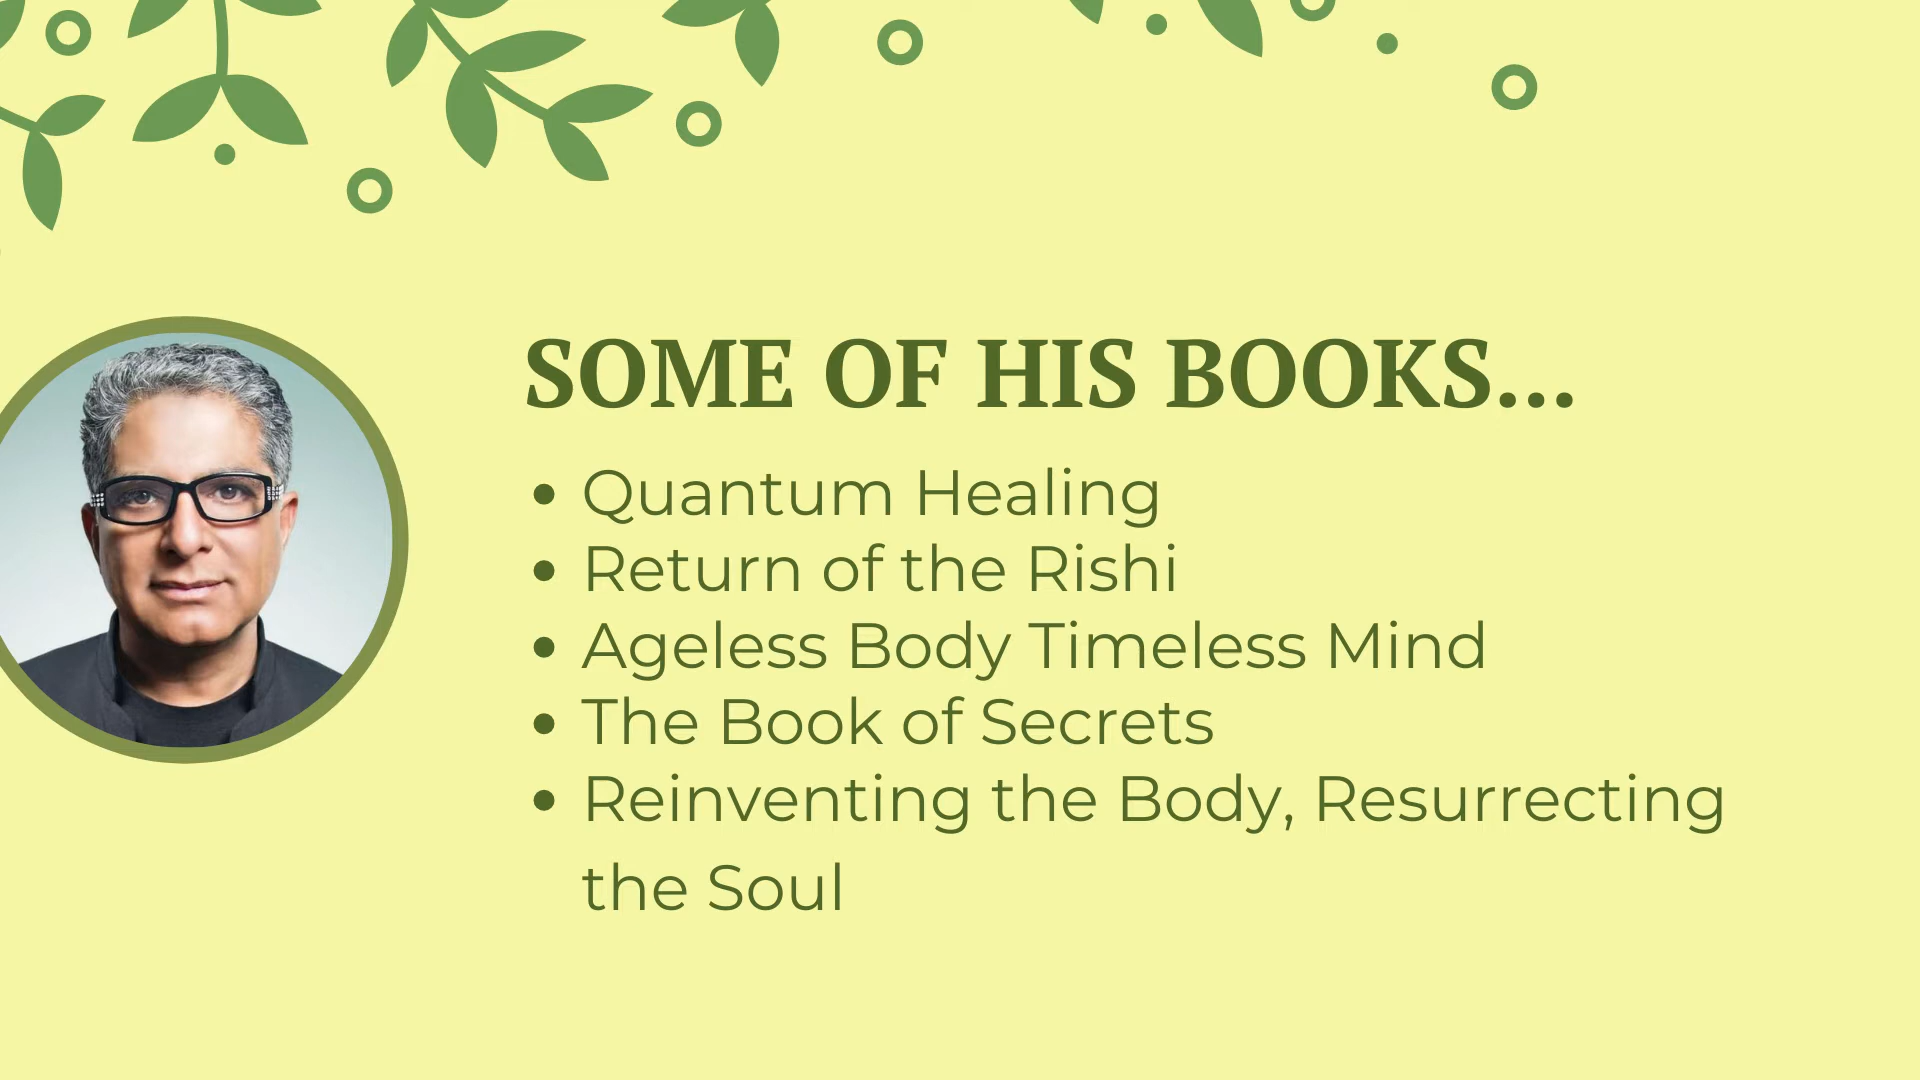 SOME OF HIS BOOKS...
• Quantum Healing
• Return of the Rishi
• Ageless Body Timeless Mind
• The Book of Secrets
• Reinventing the Body, Resurrecting
the Soul